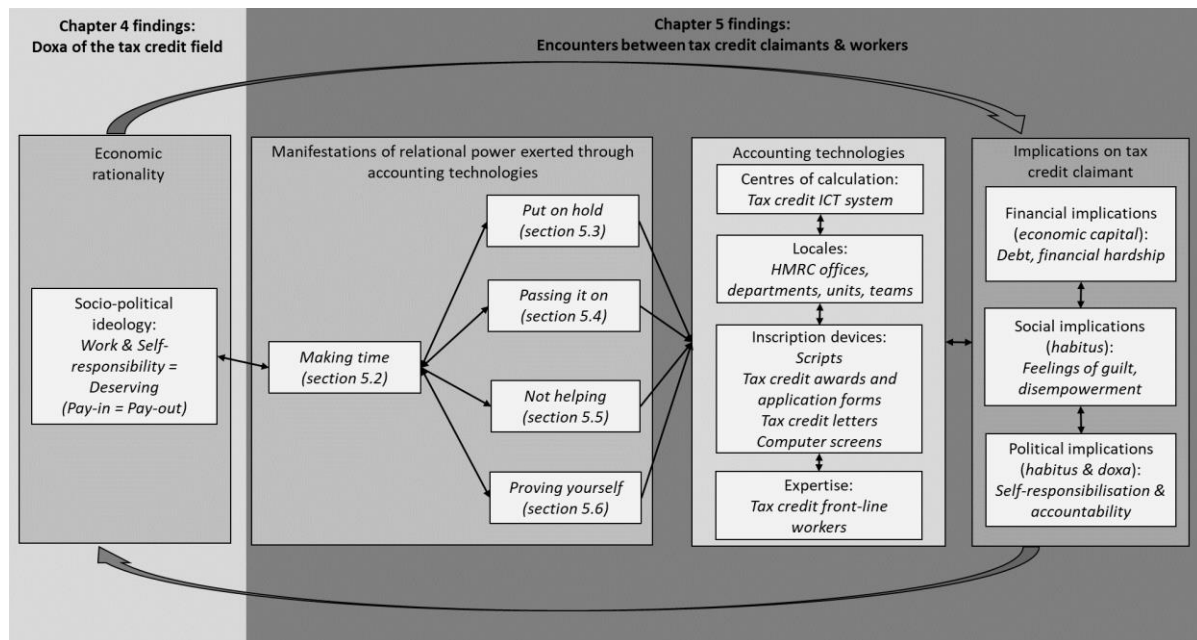 Chapter 4 findings:
Doxa of the tax credit field
Chapter 5 findings:
Encounters between tax credit claimants & workers
Economic
rationality
Socio-political
ideology:
Work & Self-
responsibility =
Deserving
(Pay-in = Pay-out)
Manifestations of relational power exerted through
accounting technologies
Making time
(section 5.2)
Put on hold
(section 5.3)
Passing it on
(section 5.4)
Not helping
(section 5.5)
Proving yourself
(section 5.6)
Accounting technologies
Centres of calculation:
Tax credit ICT system
Locales:
HMRC offices,
departments, units, teams
Inscription devices:
Scripts
Tax credit awards and
application forms
Tax credit letters
Computer screens
Expertise:
Tax credit front-line
workers
Implications on tax
credit claimant
Financial implications
(economic capital):
Debt, financial hardship
Social implications
(habitus):
Feelings of guilt,
disempowerment
Political implications
(habitus & doxa):
Self-responsibilisation &
accountability